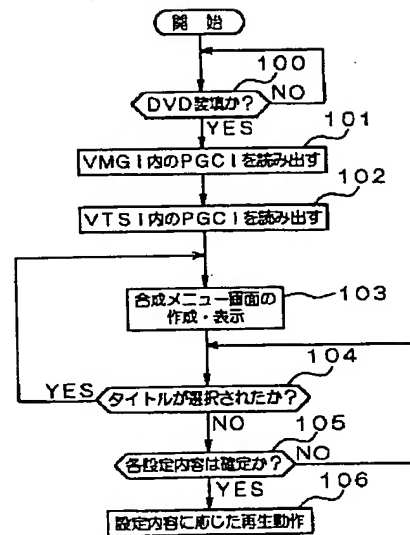 開 始
100
DVD装填か?
NO
YES
101
VMGI内のPGCIを読み出す
102
VTSI内のPGCIを読み出す
103
合成メニュー画面の
作成・表示
104
YES
タイトルが選択されたか?
NO
105
各設定内容は確定か?
NO
YES
106
設定内容に応じた再生動作